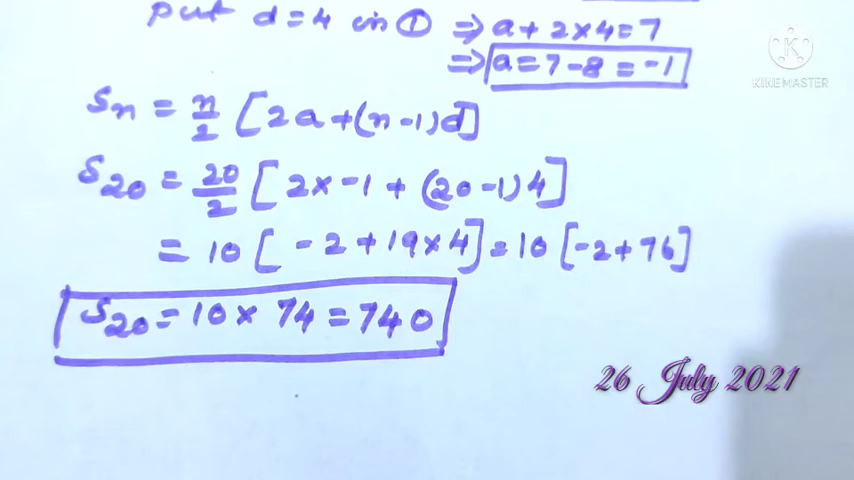 put d=4 in ① ⇒ a+2×4=7
⇒ a=7-8=-1
KINEMASTER
Sn = n/2 [2a+(n-1)d]
S20 = 20/2 [2×-1+(20-1)4]
= 10[-2+19×4]=10[-2+76]
S20=10×74=740
26 July 2021